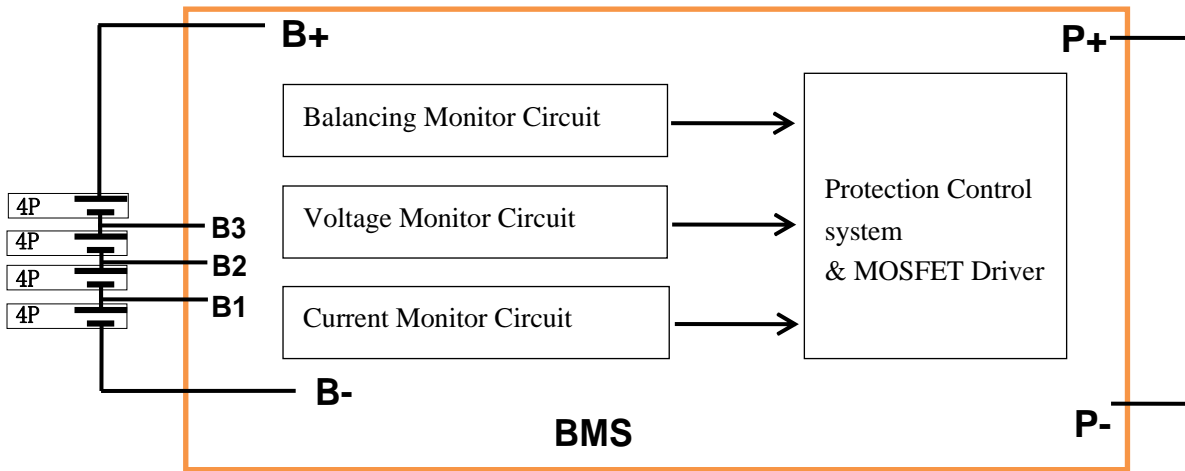 B+
P+
Balancing Monitor Circuit
4P
B3
Voltage Monitor Circuit
Protection Control
system
& MOSFET Driver
4P
B2
4P
B1
4P
Current Monitor Circuit
B-
P-
BMS